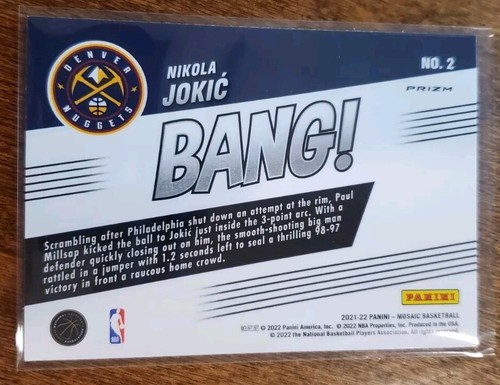 DENVER
NUGGETS
NIKOLA
JOKIĆ
NO. 2
PRIZM
BANG!
Scrambling after Philadelphia shut down an attempt at the rim, Paul
Millsap kicked the ball to Jokić just inside the 3-point arc. With a
defender quickly closing out on him, the smooth-shooting big man
rattled in a jumper with 1.2 seconds left to seal a thrilling 98-97
victory in front a raucous home crowd.
NBA
PANINI
2021-22 PANINI - MOSAIC BASKETBALL
© 2022 Panini America, Inc. © 2022 NBA Properties, Inc. Produced in the USA.
© 2022 the National Basketball Players Association. All rights reserved.